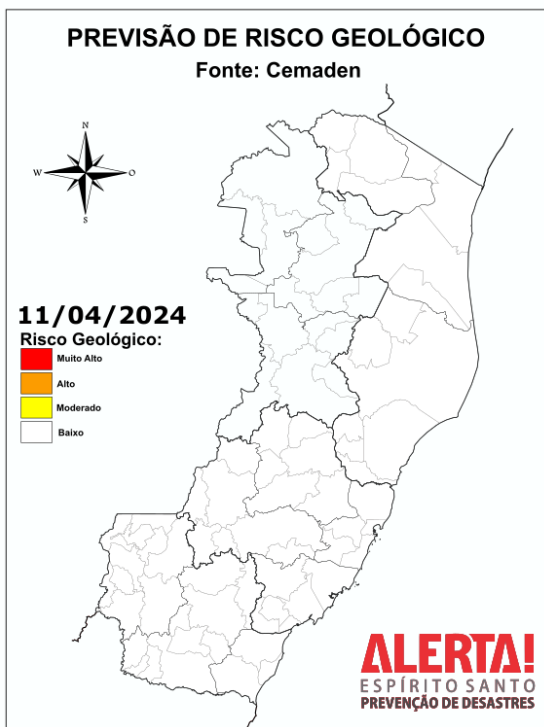 PREVISÃO DE RISCO GEOLÓGICO
Fonte: Cemaden
N
W
O
S
11/04/2024
Risco Geológico:
Muito Alto
Alto
Moderado
Baixo
ALERTA!
ESPÍRITO SANTO
PREVENÇÃO DE DESASTRES